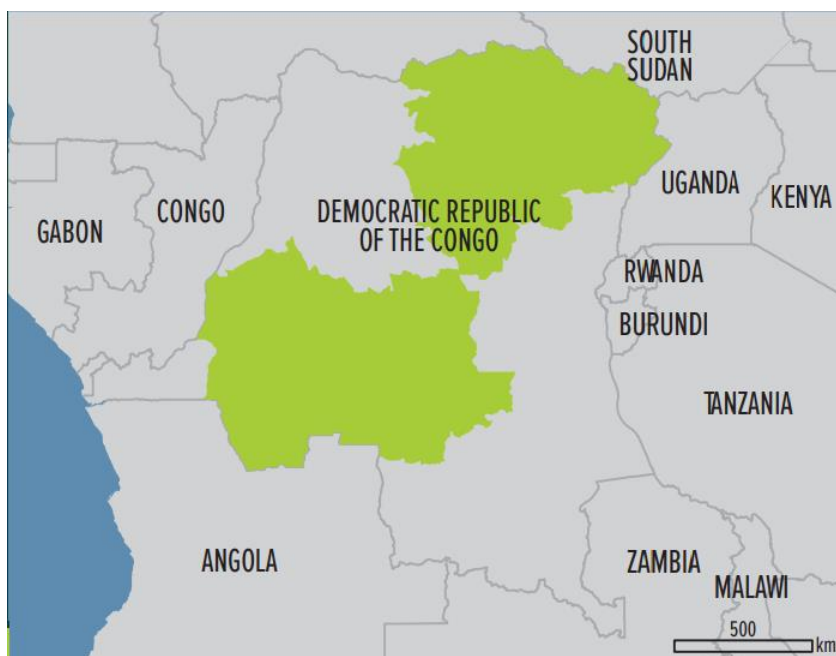 SOUTH
SUDAN
UGANDA
KENYA
CONGO
GABON
DEMOCRATIC REPUBLIC
OF THE CONGO
RWANDA
BURUNDI
TANZANIA
ANGOLA
ZAMBIA
MALAWI
500
km